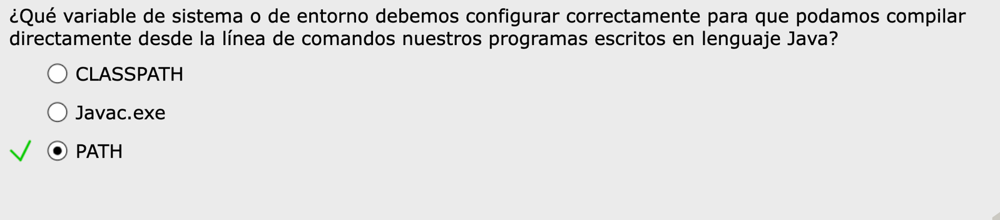 ¿Qué variable de sistema o de entorno debemos configurar correctamente para que podamos compilar
directamente desde la línea de comandos nuestros programas escritos en lenguaje Java?
CLASSPATH
Javac.exe
PATH